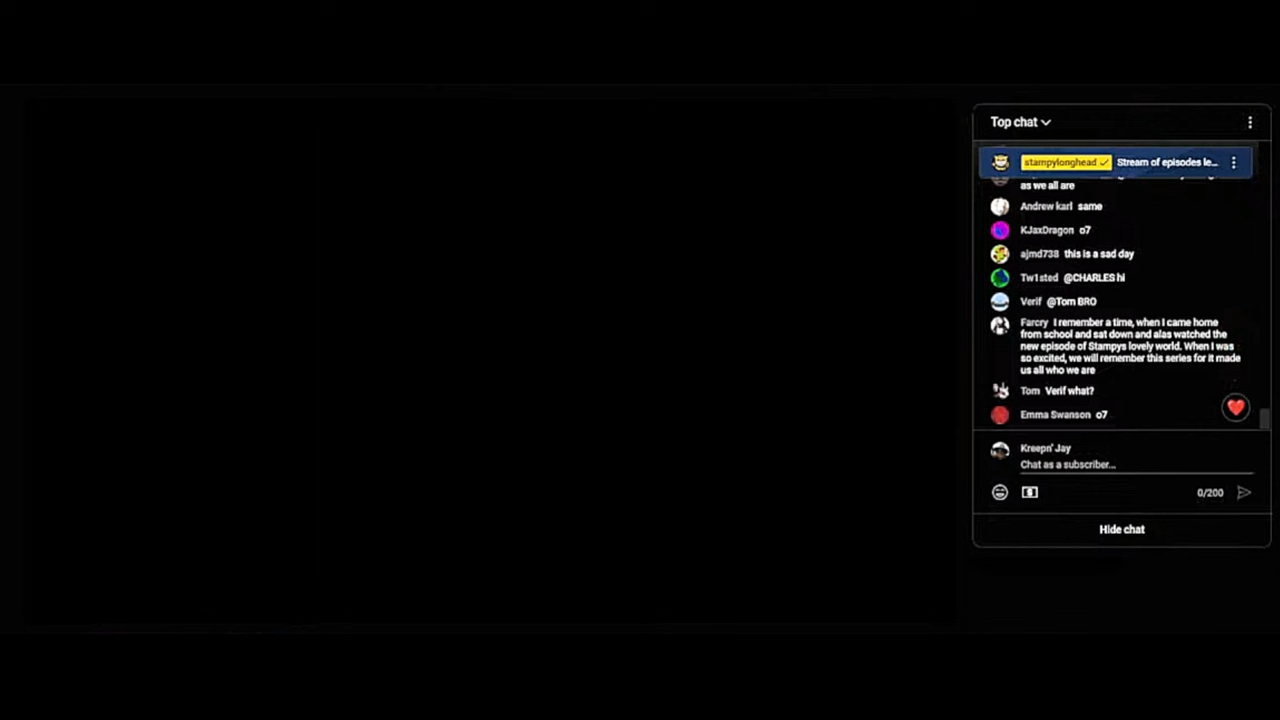 Top chat
stampylonghead Stream of episodes le...
as we all are
Andrew karl same
KJaxDragon o7
ajmd738 this is a sad day
Tw1sted @CHARLES hi
Verif @Tom BRO
Farcry I remember a time, when I came home
from school and sat down and alas watched the
new episode of Stampys lovely world. When I was
so excited, we will remember this series for it made
us all who we are
Tom Verif what?
Emma Swanson o7
Kreepn' Jay
Chat as a subscriber...
0/200
Hide chat